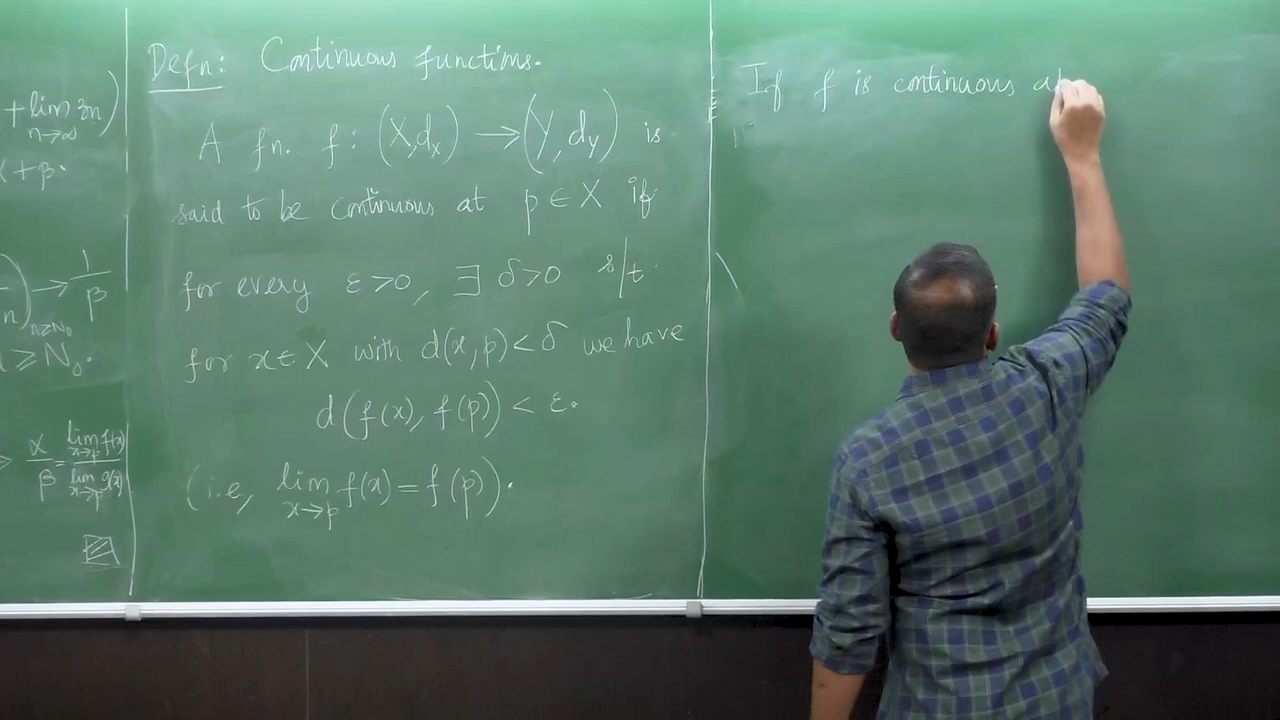 + lim zn)
n→∞
+ β.
→ 1/β
n≥N₀
≥ N₀.
α/β = lim f(x) / lim g(x)
x→p x→p
Defn: Continuous functions.
A fn. f: (X, dₓ) → (Y, d_Y) is
said to be continuous at p ∈ X if
for every ε > 0, ∃ δ > 0 s/t
for x ∈ X with d(x, p) < δ we have
d(f(x), f(p)) < ε.
(i.e, lim f(x) = f(p)).
x→p
If f is continuous at